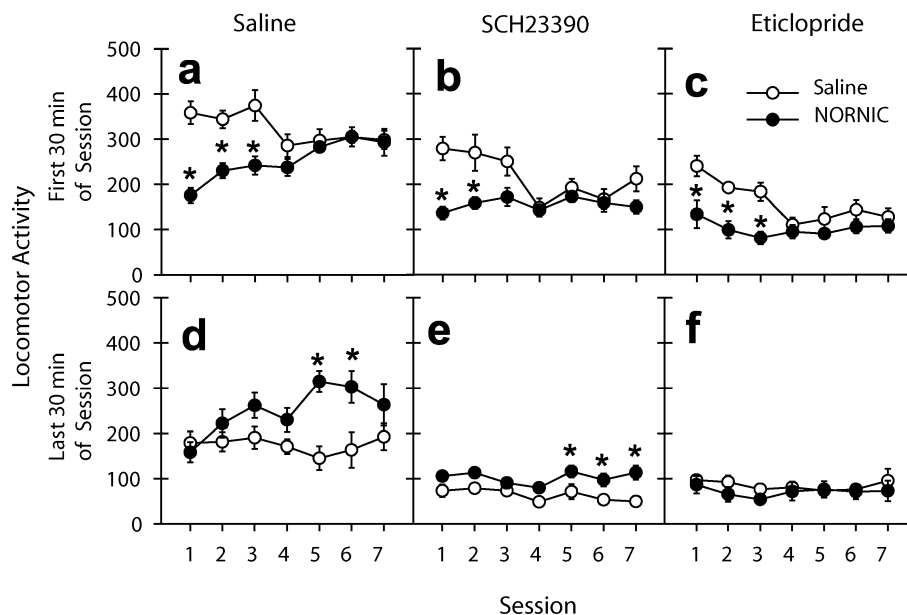 Saline SCH23390 Eticlopride
Locomotor Activity
First 30 min
of Session
500
400
300
200
100
0
a
* * *
b
* *
c
* * *
Saline
NORNIC
Last 30 min
of Session
500
400
300
200
100
0
d
* *
e
* * *
f
1 2 3 4 5 6 7 1 2 3 4 5 6 7 1 2 3 4 5 6 7
Session